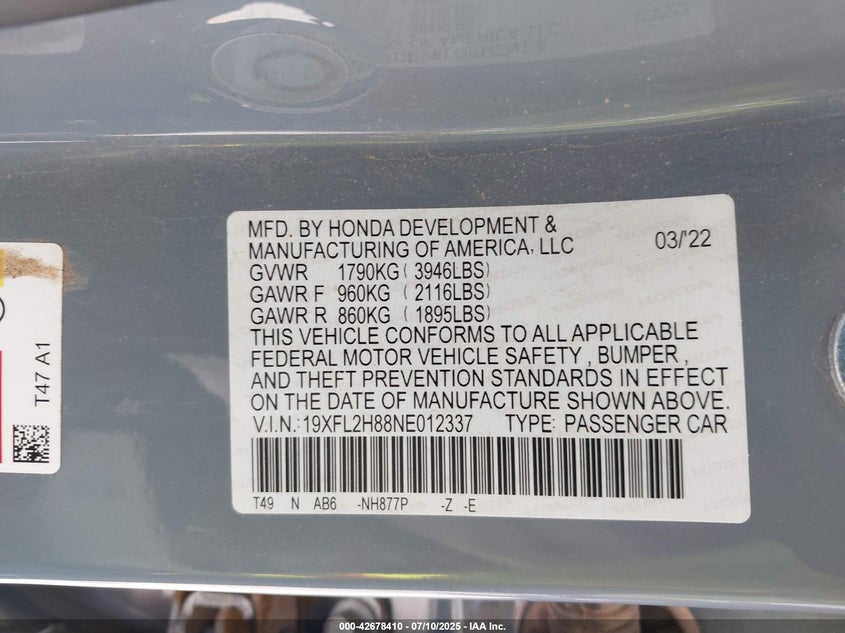 03/'22
MFD. BY HONDA DEVELOPMENT &
MANUFACTURING OF AMERICA, LLC 03/'22
GVWR 1790KG ( 3946LBS)
GAWR F 960KG ( 2116LBS)
GAWR R 860KG ( 1895LBS)
THIS VEHICLE CONFORMS TO ALL APPLICABLE
FEDERAL MOTOR VEHICLE SAFETY , BUMPER ,
AND THEFT PREVENTION STANDARDS IN EFFECT
ON THE DATE OF MANUFACTURE SHOWN ABOVE.
V.I.N.: 19XFL2H88NE012337 TYPE: PASSENGER CAR
T49 N AB6 -NH877P -Z -E
T47 A1
000-42678410 - 07/10/2025 - IAA Inc.